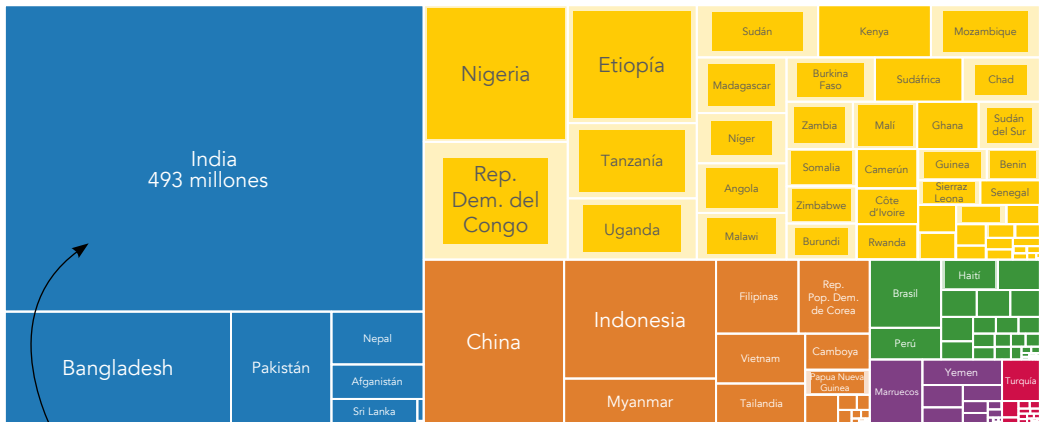 India
493 millones
Bangladesh
Pakistán
Nepal
Afganistán
Sri Lanka
Nigeria
Rep.
Dem. del
Congo
Etiopía
Tanzanía
Uganda
Sudán
Kenya
Mozambique
Madagascar
Burkina
Faso
Sudáfrica
Chad
Níger
Zambia
Malí
Ghana
Sudán
del Sur
Angola
Somalia
Camerún
Guinea
Benin
Zimbabwe
Côte
d'Ivoire
Sierraz
Leona
Senegal
Malawi
Burundi
Rwanda
China
Indonesia
Myanmar
Filipinas
Rep.
Pop. Dem.
de Corea
Vietnam
Camboya
Papua Nueva
Guinea
Tailandia
Brasil
Haití
Perú
Marruecos
Yemen
Turquía